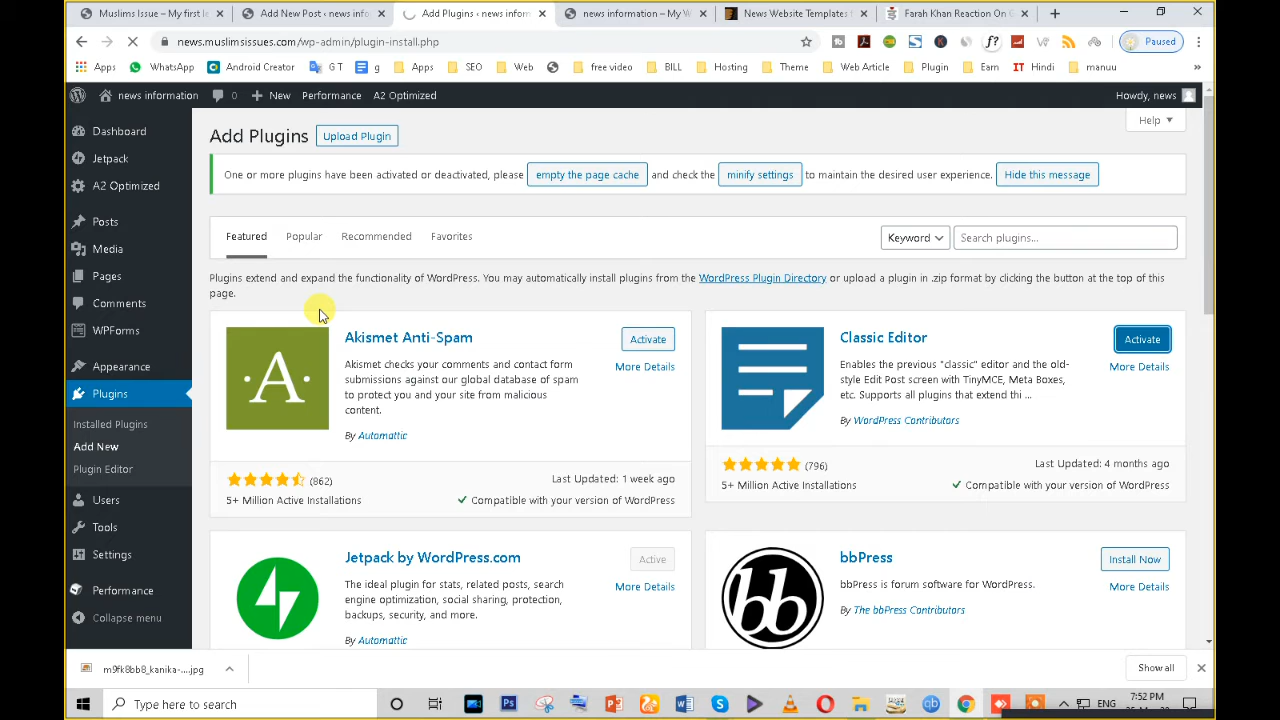 Muslims Issue – My first le
Add New Post ‹ news info
Add Plugins ‹ news inform
news information – My W
News Website Templates f
Farah Khan Reaction On
news.muslimsissues.com/wp-admin/plugin-install.php
Paused
Apps WhatsApp Android Creator G T g Apps SEO Web free video BILL Hosting Theme Web Article Plugin Earn IT Hindi manuu »
news information 0 New Performance A2 Optimized Howdy, news
Dashboard
Jetpack
A2 Optimized
Posts
Media
Pages
Comments
WPForms
Appearance
Plugins
Installed Plugins
Add New
Plugin Editor
Users
Tools
Settings
Performance
Collapse menu
Help
Add Plugins Upload Plugin
One or more plugins have been activated or deactivated, please empty the page cache and check the minify settings to maintain the desired user experience. Hide this message
Featured Popular Recommended Favorites Keyword Search plugins...
Plugins extend and expand the functionality of WordPress. You may automatically install plugins from the WordPress Plugin Directory or upload a plugin in .zip format by clicking the button at the top of this
page.
Akismet Anti-Spam
Activate
More Details
Akismet checks your comments and contact form
submissions against our global database of spam
to protect you and your site from malicious
content.
By Automattic
(862)
Last Updated: 1 week ago
5+ Million Active Installations
Compatible with your version of WordPress
Classic Editor
Activate
More Details
Enables the previous "classic" editor and the old-
style Edit Post screen with TinyMCE, Meta Boxes,
etc. Supports all plugins that extend thi ...
By WordPress Contributors
(796)
Last Updated: 4 months ago
5+ Million Active Installations
Compatible with your version of WordPress
Jetpack by WordPress.com
Active
More Details
The ideal plugin for stats, related posts, search
engine optimization, social sharing, protection,
backups, security, and more.
By Automattic
bb
bbPress
Install Now
More Details
bbPress is forum software for WordPress.
By The bbPress Contributors
m9fk8bb8_kanika-....jpg
Show all
Type here to search
7:52 PM